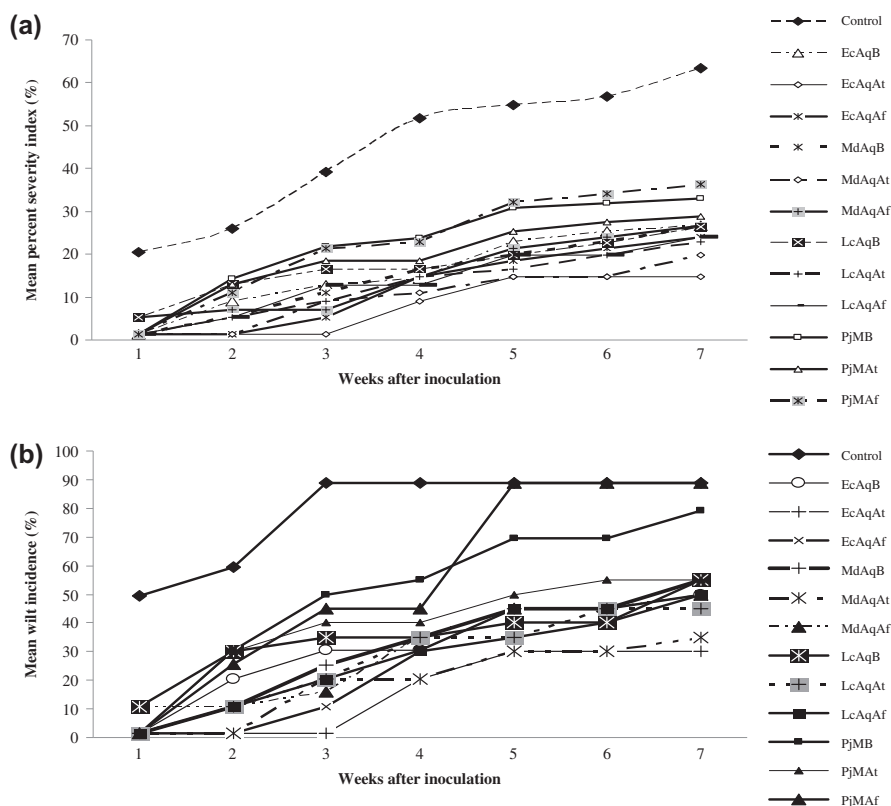 (a)
Mean percent severity index (%)
70
60
50
40
30
20
10
0
1 2 3 4 5 6 7
Weeks after inoculation
Control
EcAqB
EcAqAt
EcAqAf
MdAqB
MdAqAt
MdAqAf
LcAqB
LcAqAt
LcAqAf
PjMB
PjMAt
PjMAf
(b)
Mean wilt incidence (%)
100
90
80
70
60
50
40
30
20
10
0
1 2 3 4 5 6 7
Weeks after inoculation
Control
EcAqB
EcAqAt
EcAqAf
MdAqB
MdAqAt
MdAqAf
LcAqB
LcAqAt
LcAqAf
PjMB
PjMAt
PjMAf